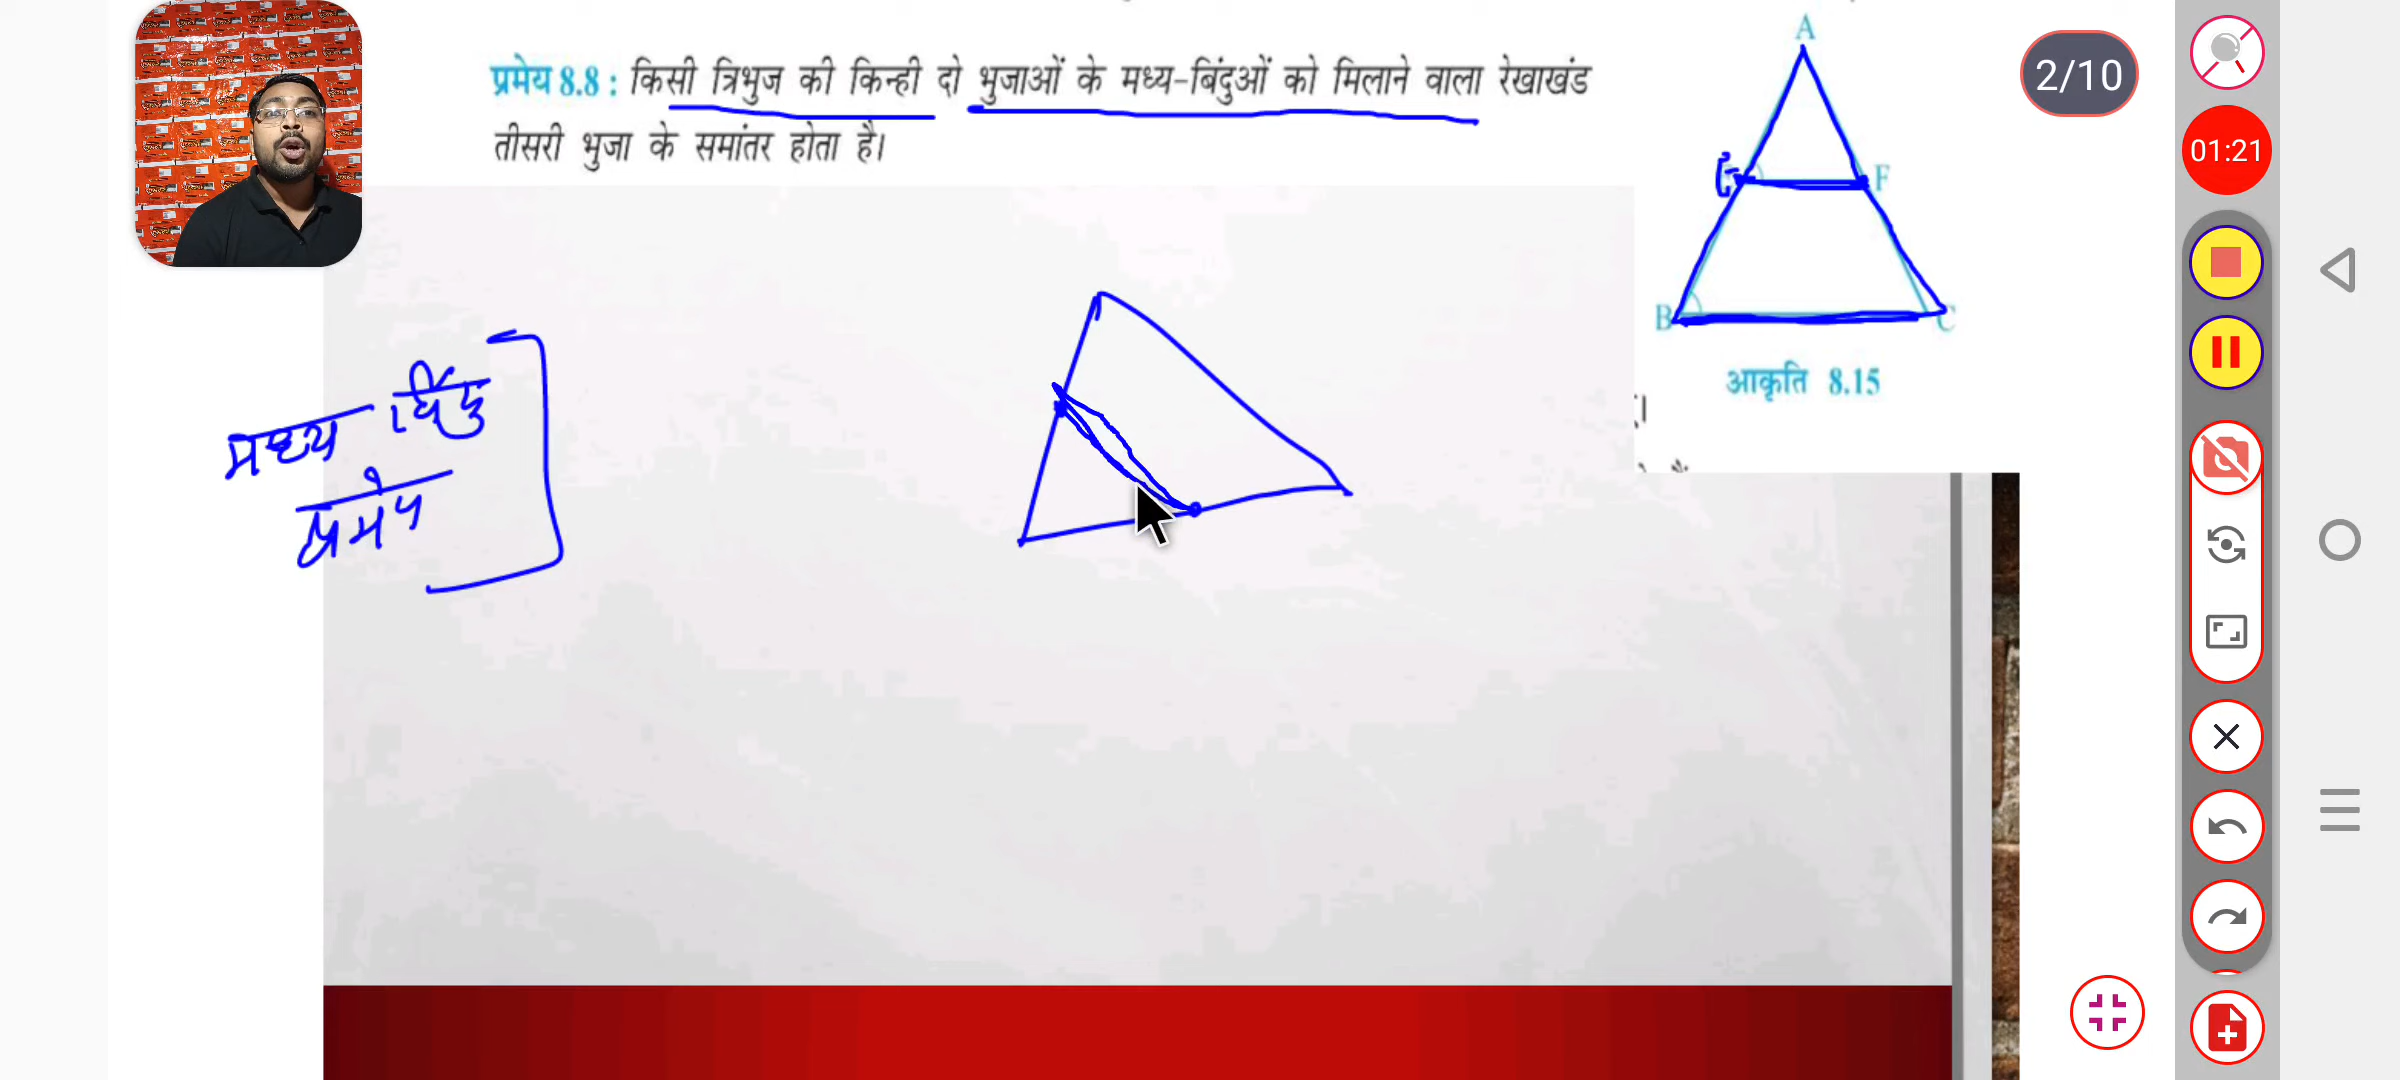 प्रमेय 8.8 : किसी त्रिभुज की किन्ही दो भुजाओं के मध्य-बिंदुओं को मिलाने वाला रेखाखंड
तीसरी भुजा के समांतर होता है।
A
E F
B C
आकृति 8.15
मध्य बिंदु
प्रमेय
2/10
01:21